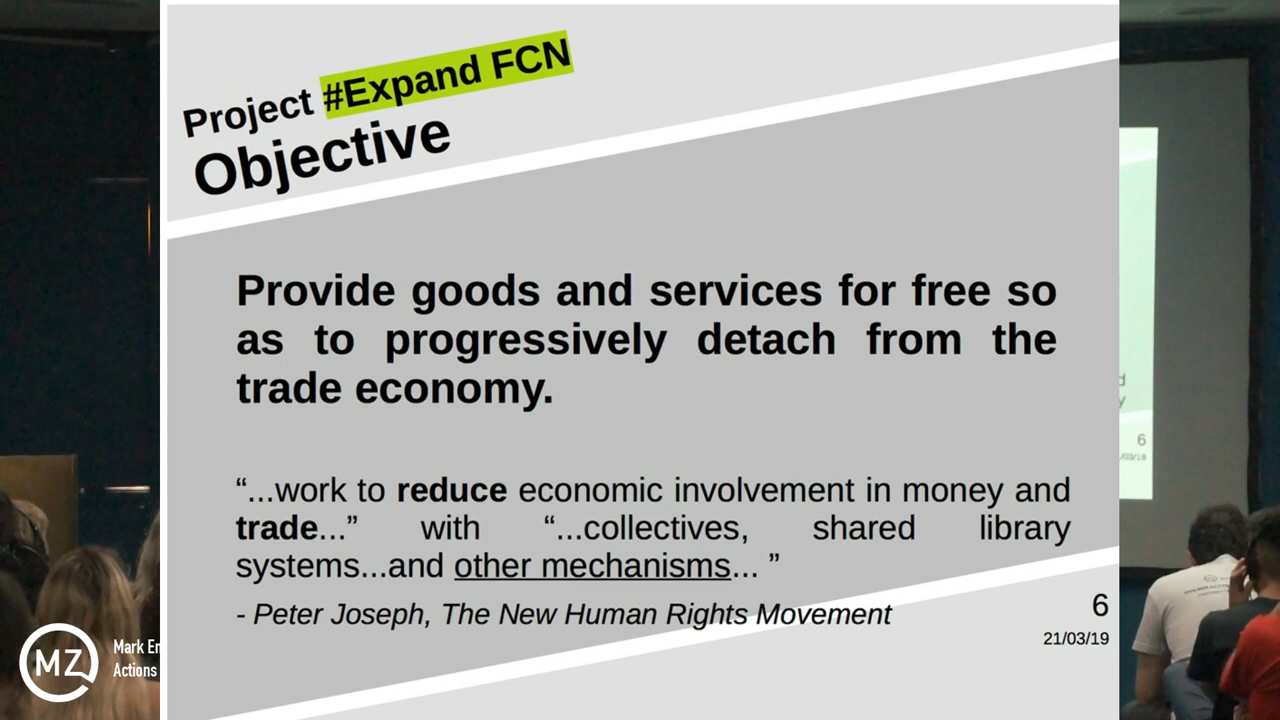 Project #Expand FCN
Objective
Provide goods and services for free so
as to progressively detach from the
trade economy.
“...work to reduce economic involvement in money and
trade...” with “...collectives, shared library
systems...and other mechanisms... ”
- Peter Joseph, The New Human Rights Movement
6
21/03/19
MZ
Mark En
Actions
6